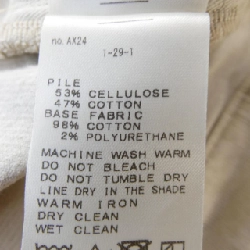 no. AX24
1-29-1
PILE
53% CELLULOSE
47% COTTON
BASE FABRIC
98% COTTON
2% POLYURETHANE
MACHINE WASH WARM
DO NOT BLEACH
DO NOT TUMBLE DRY
LINE DRY IN THE SHADE
WARM IRON
DRY CLEAN
WET CLEAN